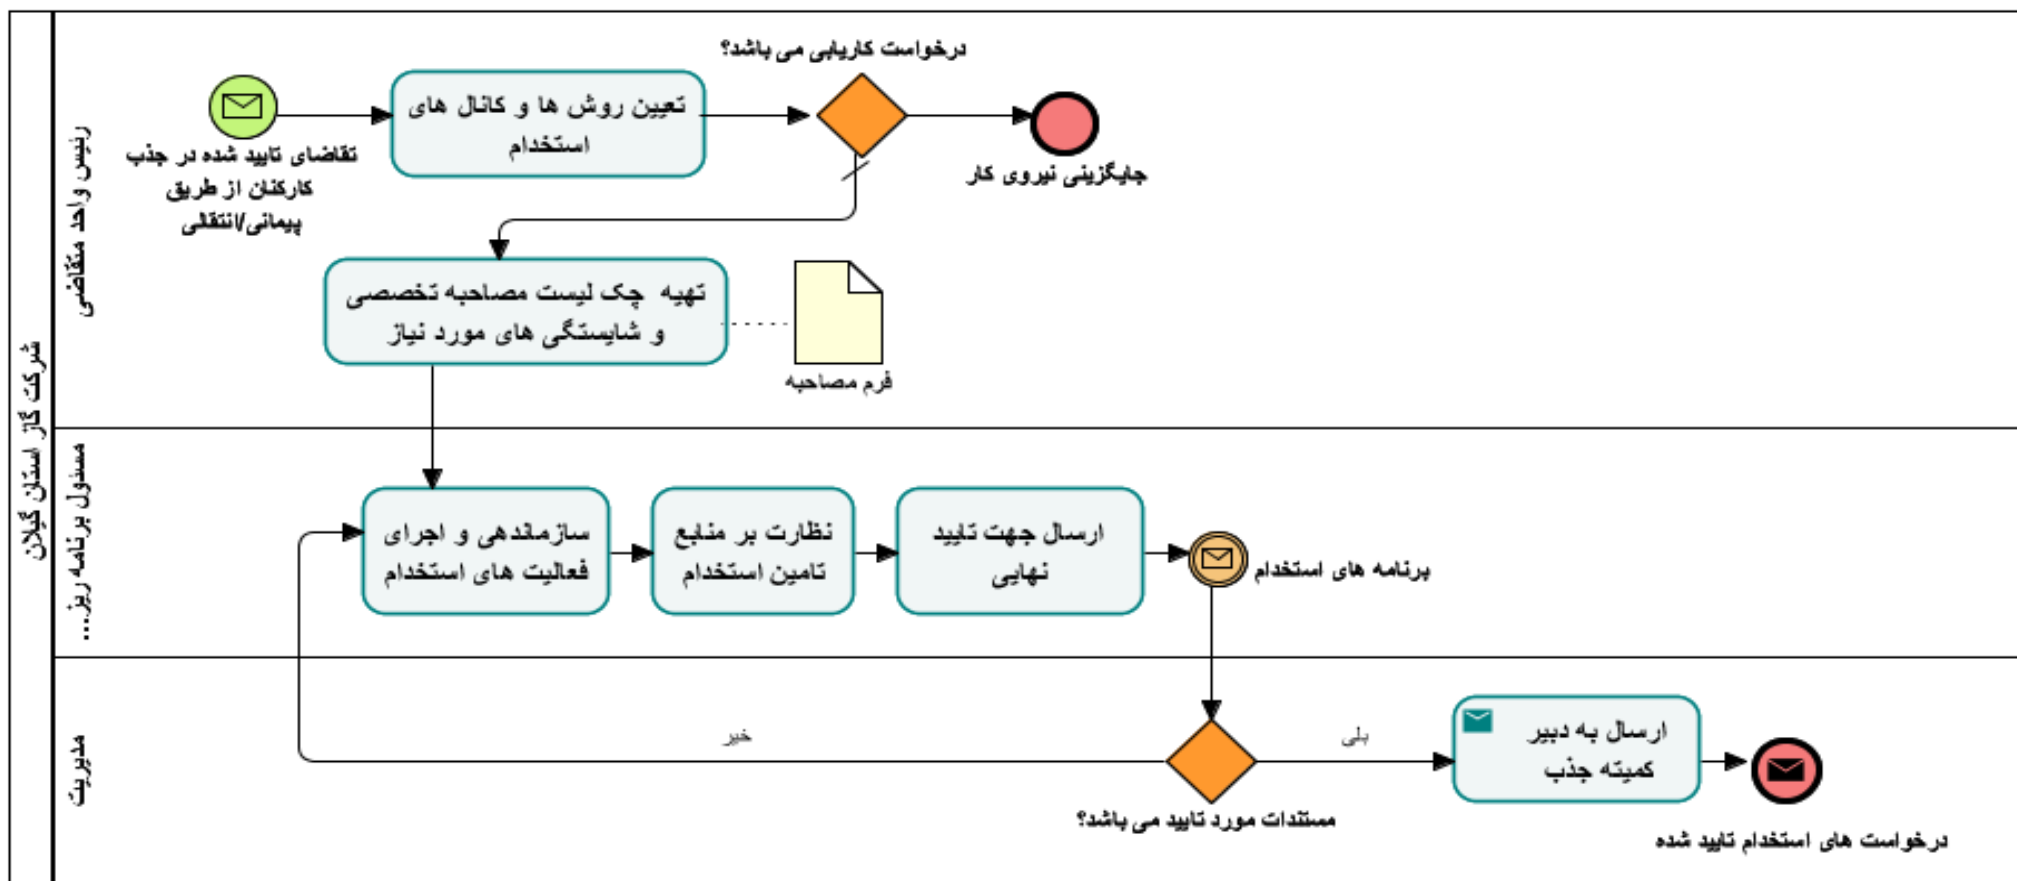 شرکت گاز استان گیلان
رئیس واحد متقاضی
درخواست کاریابی می باشد؟
تقاضای تایید شده در جذب
کارکنان از طریق
پیمانی/انتقالی
تعیین روش ها و کانال های
استخدام
جایگزینی نیروی کار
تهیه چک لیست مصاحبه تخصصی
و شایستگی های مورد نیاز
فرم مصاحبه
مسئول برنامه ریز....
سازماندهی و اجرای
فعالیت های استخدام
نظارت بر منابع
تامین استخدام
ارسال جهت تایید
نهایی
برنامه های استخدام
مدیریت
خیر
بلی
مستندات مورد تایید می باشد؟
ارسال به دبیر
کمیته جذب
درخواست های استخدام تایید شده